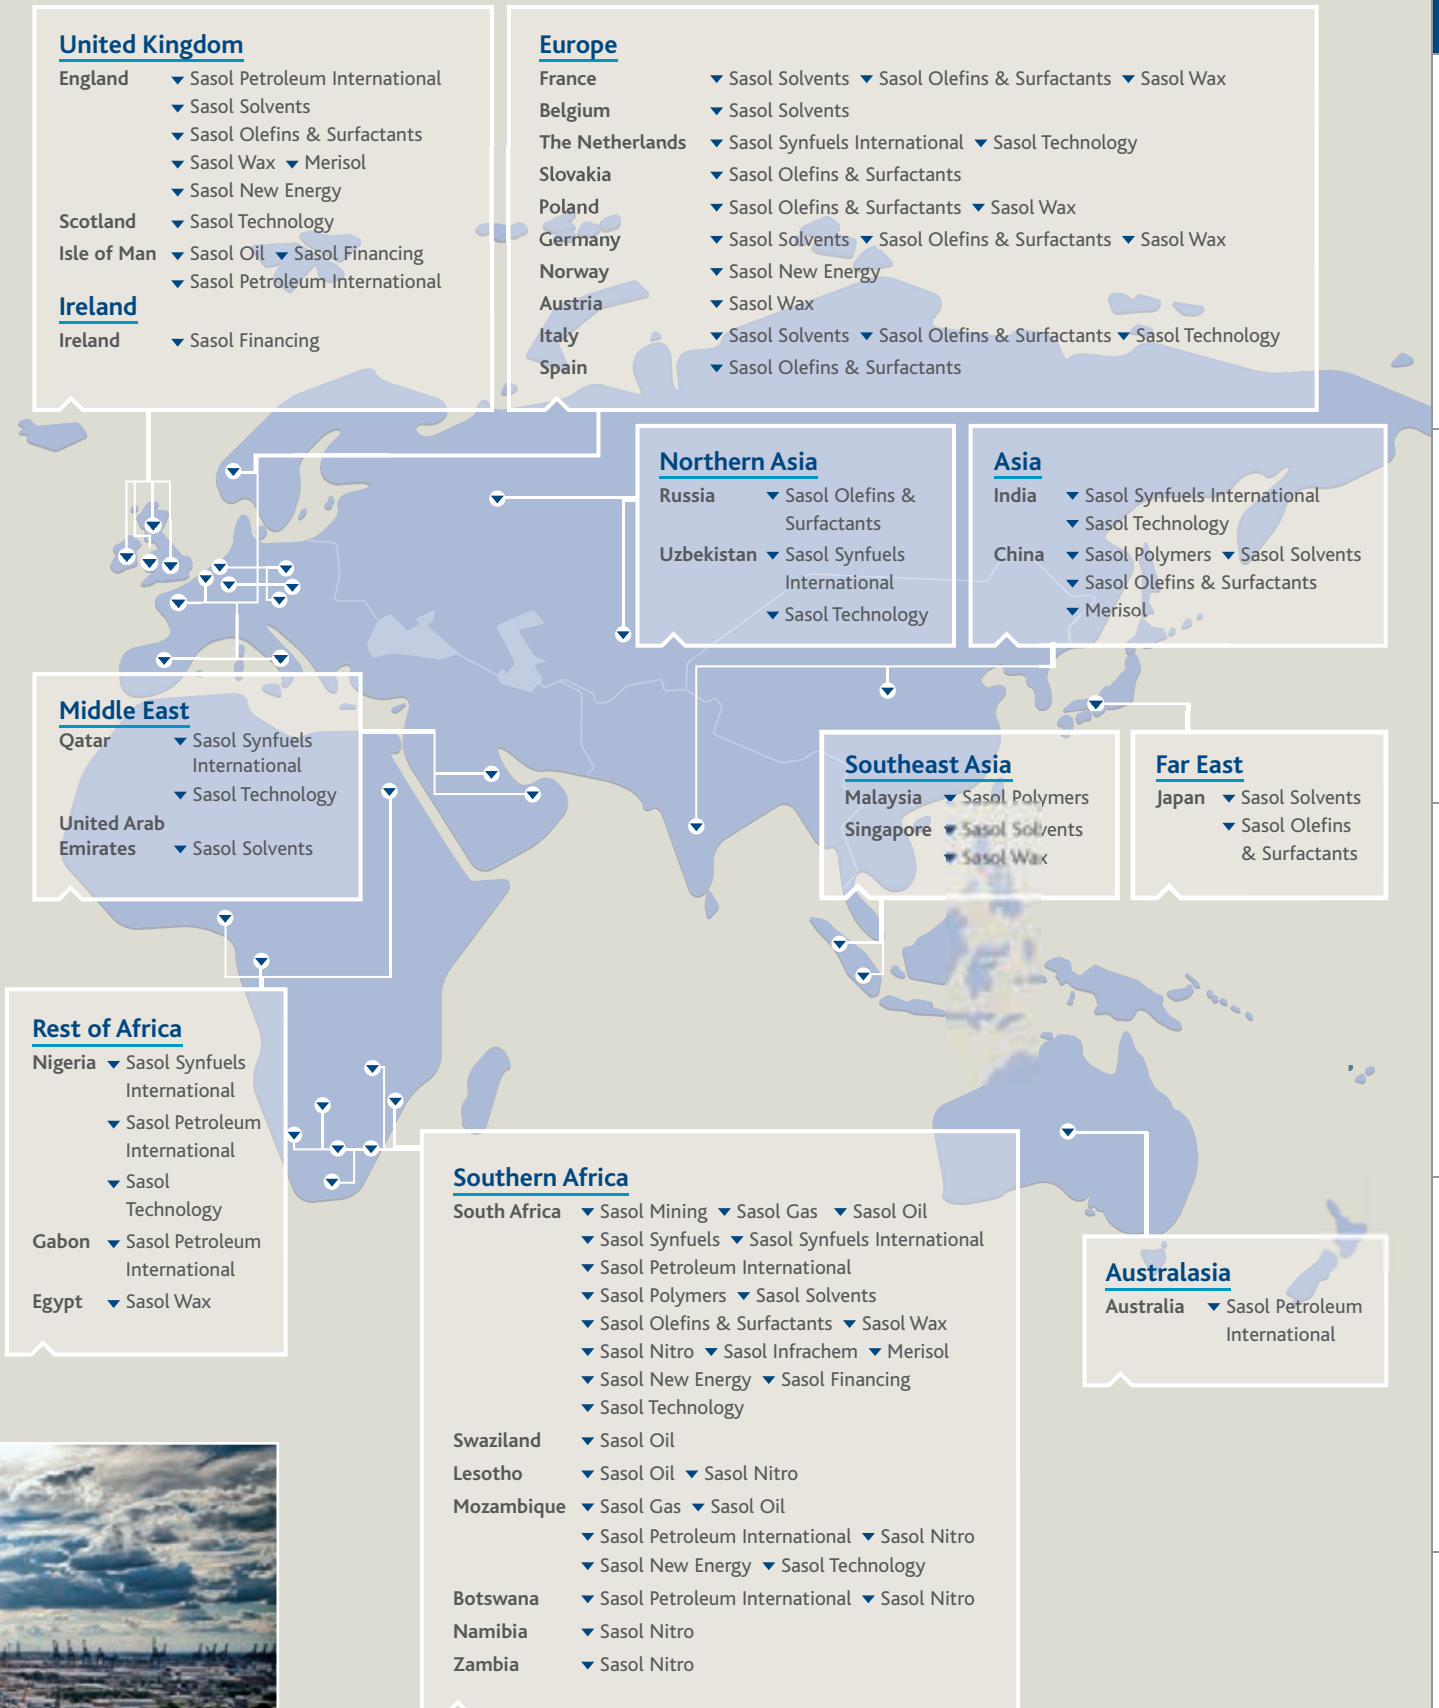 United Kingdom
England ▼ Sasol Petroleum International
▼ Sasol Solvents
▼ Sasol Olefins & Surfactants
▼ Sasol Wax ▼ Merisol
▼ Sasol New Energy
Scotland ▼ Sasol Technology
Isle of Man ▼ Sasol Oil ▼ Sasol Financing
▼ Sasol Petroleum International
Ireland
Ireland ▼ Sasol Financing
Europe
France ▼ Sasol Solvents ▼ Sasol Olefins & Surfactants ▼ Sasol Wax
Belgium ▼ Sasol Solvents
The Netherlands ▼ Sasol Synfuels International ▼ Sasol Technology
Slovakia ▼ Sasol Olefins & Surfactants
Poland ▼ Sasol Olefins & Surfactants ▼ Sasol Wax
Germany ▼ Sasol Solvents ▼ Sasol Olefins & Surfactants ▼ Sasol Wax
Norway ▼ Sasol New Energy
Austria ▼ Sasol Wax
Italy ▼ Sasol Solvents ▼ Sasol Olefins & Surfactants ▼ Sasol Technology
Spain ▼ Sasol Olefins & Surfactants
Northern Asia
Russia ▼ Sasol Olefins &
Surfactants
Uzbekistan ▼ Sasol Synfuels
International
▼ Sasol Technology
Asia
India ▼ Sasol Synfuels International
▼ Sasol Technology
China ▼ Sasol Polymers ▼ Sasol Solvents
▼ Sasol Olefins & Surfactants
▼ Merisol
Middle East
Qatar ▼ Sasol Synfuels
International
▼ Sasol Technology
United Arab
Emirates ▼ Sasol Solvents
Southeast Asia
Malaysia ▼ Sasol Polymers
Singapore ▼ Sasol Solvents
▼ Sasol Wax
Far East
Japan ▼ Sasol Solvents
▼ Sasol Olefins
& Surfactants
Rest of Africa
Nigeria ▼ Sasol Synfuels
International
▼ Sasol Petroleum
International
▼ Sasol
Technology
Gabon ▼ Sasol Petroleum
International
Egypt ▼ Sasol Wax
Southern Africa
South Africa ▼ Sasol Mining ▼ Sasol Gas ▼ Sasol Oil
▼ Sasol Synfuels ▼ Sasol Synfuels International
▼ Sasol Petroleum International
▼ Sasol Polymers ▼ Sasol Solvents
▼ Sasol Olefins & Surfactants ▼ Sasol Wax
▼ Sasol Nitro ▼ Sasol Infrachem ▼ Merisol
▼ Sasol New Energy ▼ Sasol Financing
▼ Sasol Technology
Swaziland ▼ Sasol Oil
Lesotho ▼ Sasol Oil ▼ Sasol Nitro
Mozambique ▼ Sasol Gas ▼ Sasol Oil
▼ Sasol Petroleum International ▼ Sasol Nitro
▼ Sasol New Energy ▼ Sasol Technology
Botswana ▼ Sasol Petroleum International ▼ Sasol Nitro
Namibia ▼ Sasol Nitro
Zambia ▼ Sasol Nitro
Australasia
Australia ▼ Sasol Petroleum
International